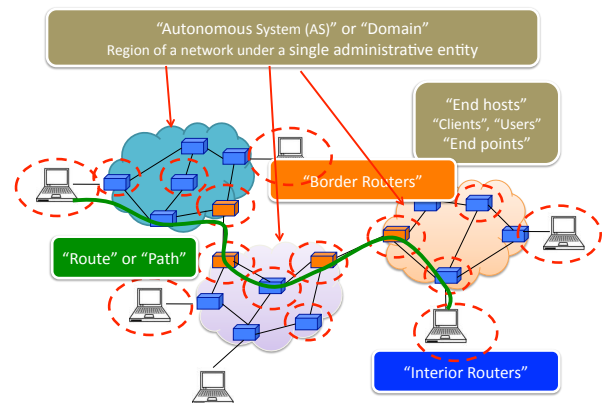 “Autonomous System (AS)” or “Domain”
Region of a network under a single administrative entity
“End hosts”
“Clients”, “Users”
“End points”
“Border Routers”
“Route” or “Path”
“Interior Routers”